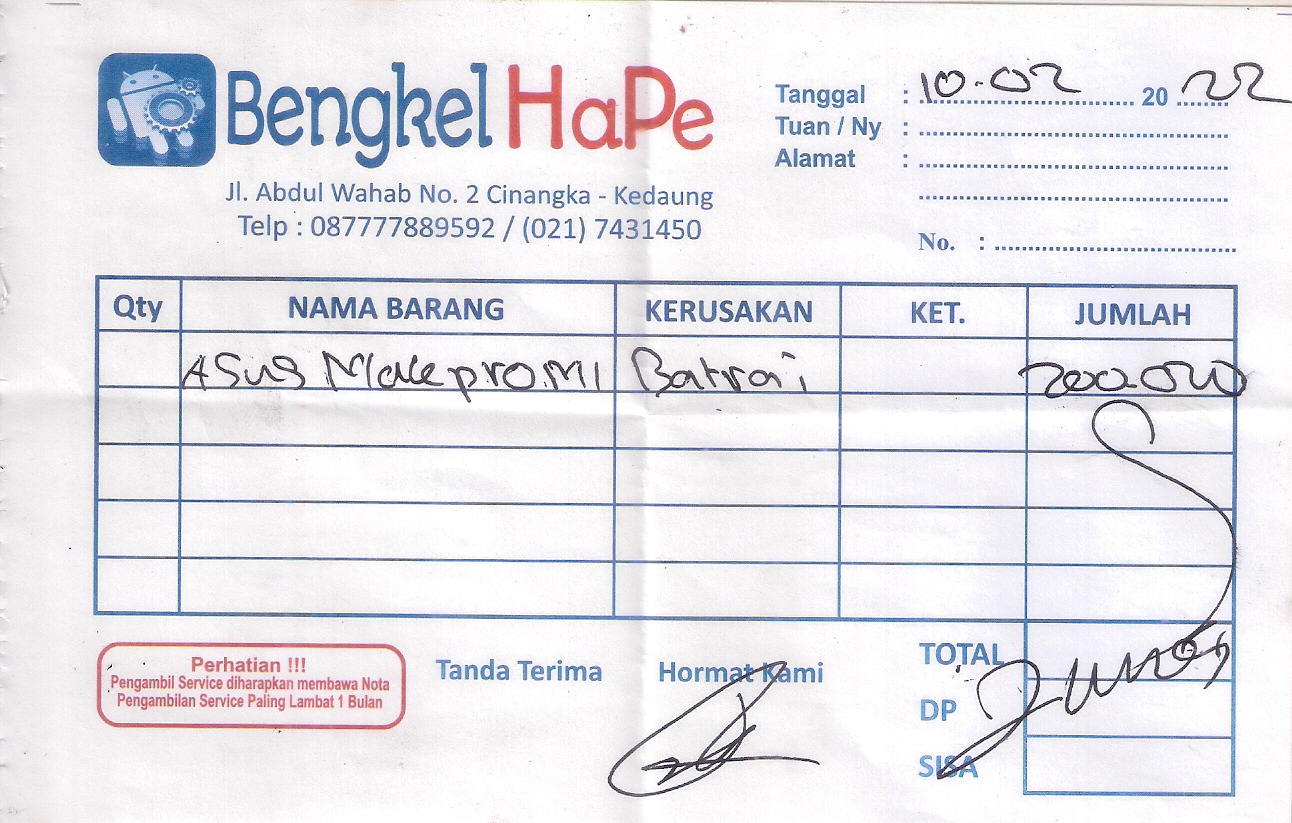 Bengkel HaPe
Jl. Abdul Wahab No. 2 Cinangka - Kedaung
Telp : 087777889592 / (021) 7431450
Tanggal : 10-02 20 22
Tuan / Ny :
Alamat :
No. :
Qty NAMA BARANG KERUSAKAN KET. JUMLAH
Asus Makepro M1 Batrai 200.000
Perhatian !!!
Pengambil Service diharapkan membawa Nota
Pengambilan Service Paling Lambat 1 Bulan
Tanda Terima
Hormat Kami
TOTAL
DP
SISA
Lunas